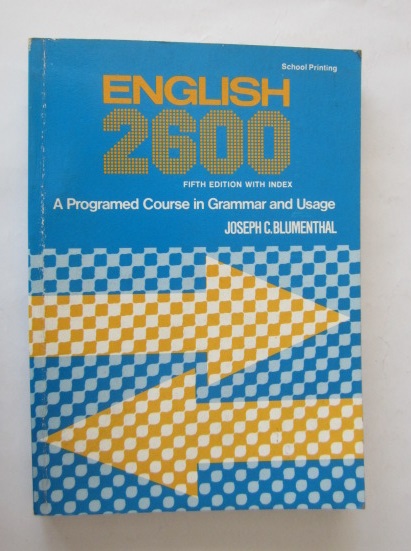 School Printing
ENGLISH
2600
FIFTH EDITION WITH INDEX
A Programed Course in Grammar and Usage
JOSEPH C. BLUMENTHAL